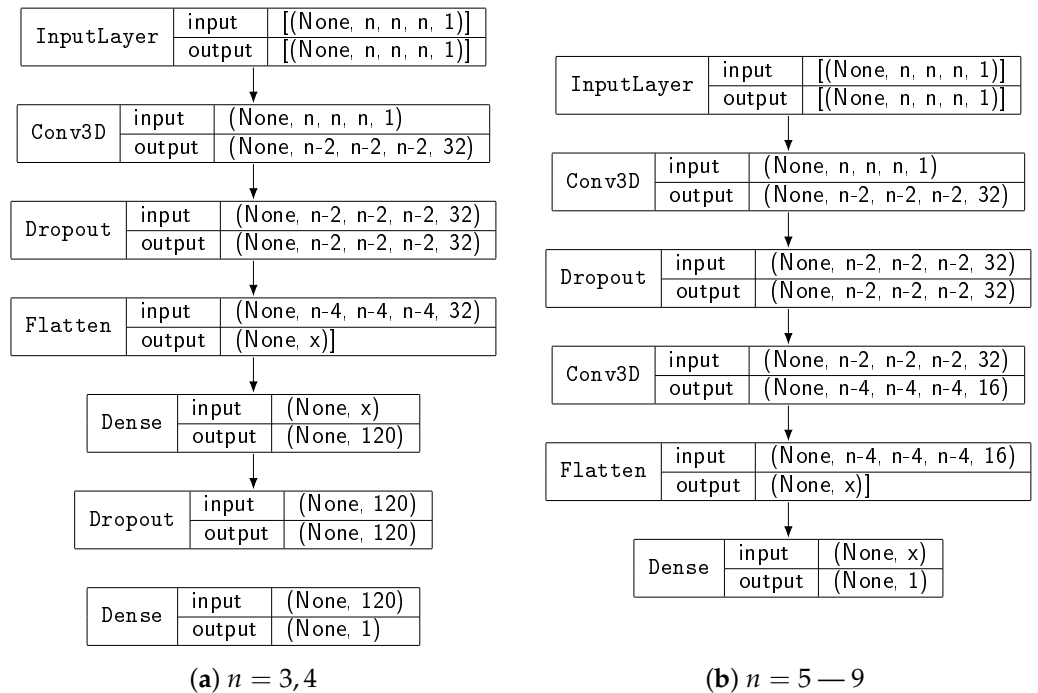 InputLayer input [(None, n, n, n, 1)]
output [(None, n, n, n, 1)]
Conv3D input (None, n, n, n, 1)
output (None, n-2, n-2, n-2, 32)
Dropout input (None, n-2, n-2, n-2, 32)
output (None, n-2, n-2, n-2, 32)
Flatten input (None, n-4, n-4, n-4, 32)
output (None, x)]
Dense input (None, x)
output (None, 120)
Dropout input (None, 120)
output (None, 120)
Dense input (None, 120)
output (None, 1)
(a) n = 3, 4
InputLayer input [(None, n, n, n, 1)]
output [(None, n, n, n, 1)]
Conv3D input (None, n, n, n, 1)
output (None, n-2, n-2, n-2, 32)
Dropout input (None, n-2, n-2, n-2, 32)
output (None, n-2, n-2, n-2, 32)
Conv3D input (None, n-2, n-2, n-2, 32)
output (None, n-4, n-4, n-4, 16)
Flatten input (None, n-4, n-4, n-4, 16)
output (None, x)]
Dense input (None, x)
output (None, 1)
(b) n = 5 — 9